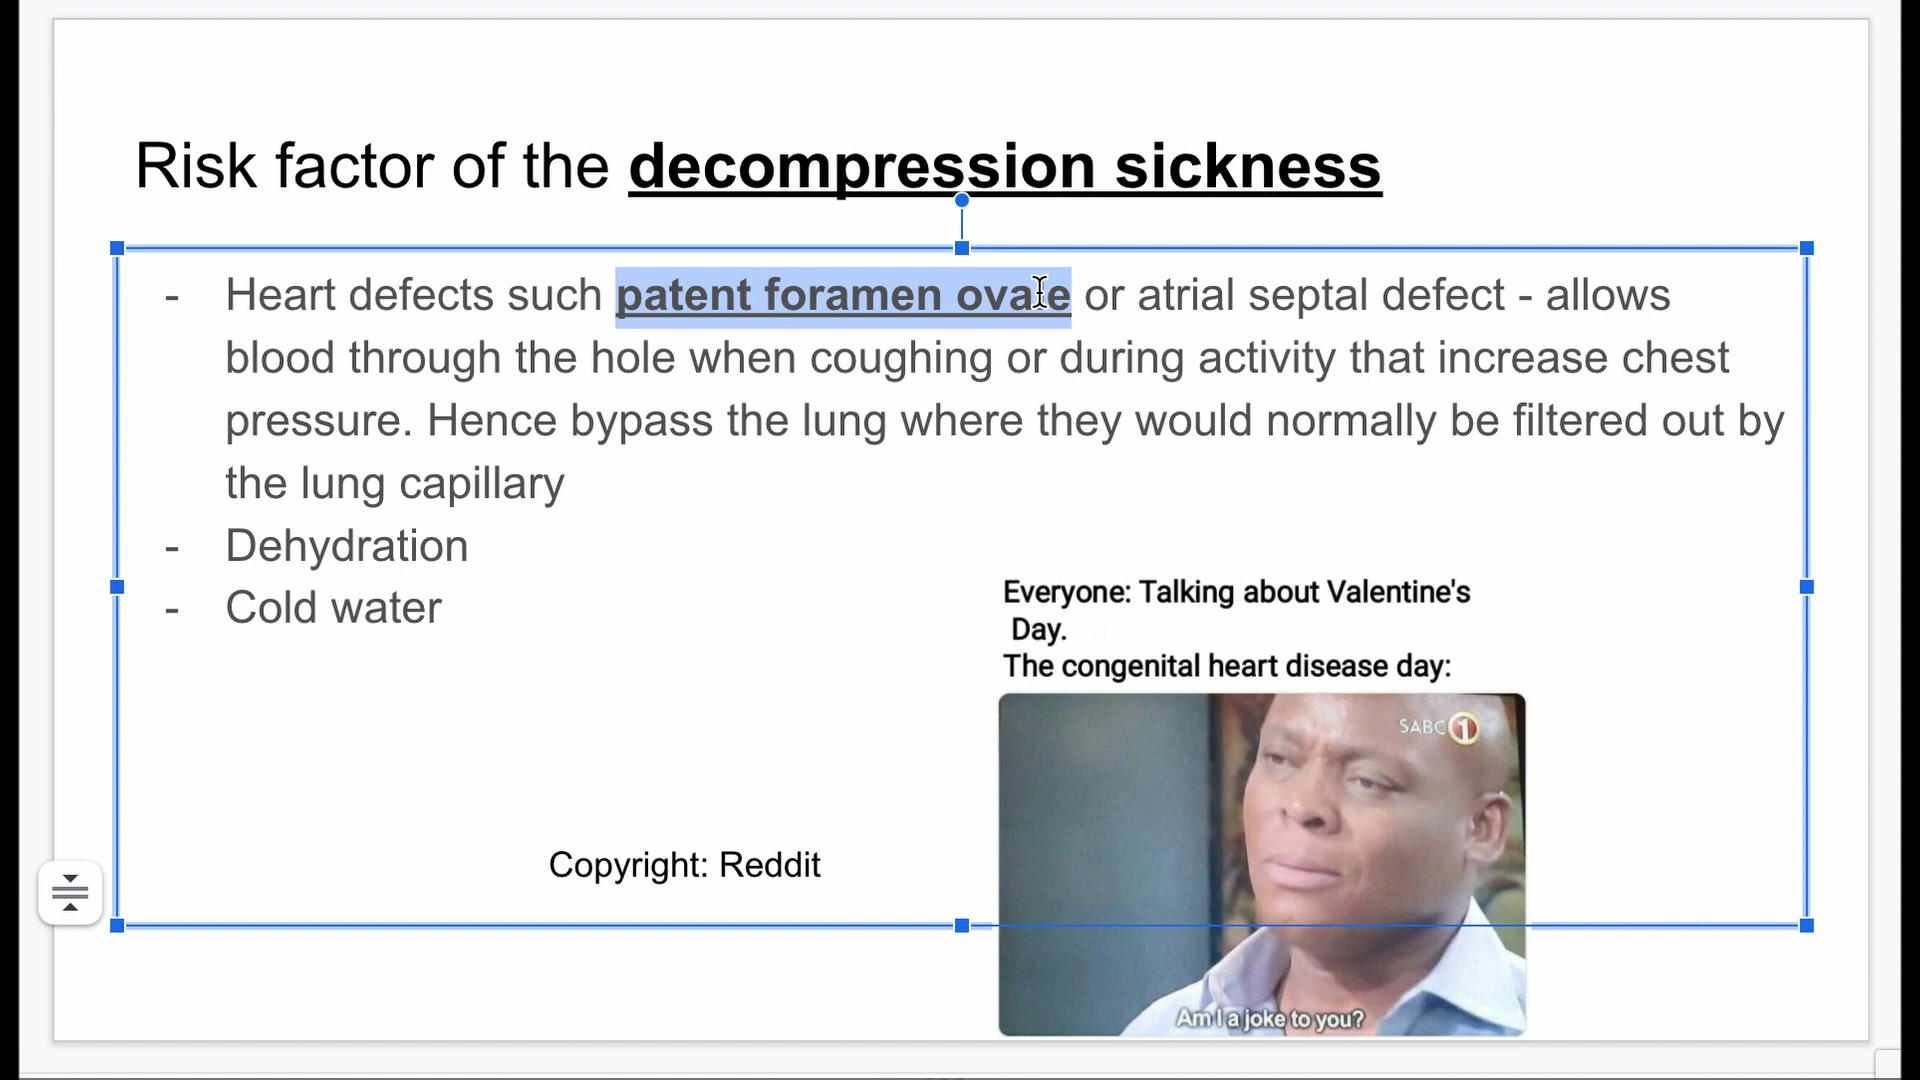 Risk factor of the decompression sickness
- Heart defects such patent foramen ovale or atrial septal defect - allows
blood through the hole when coughing or during activity that increase chest
pressure. Hence bypass the lung where they would normally be filtered out by
the lung capillary
- Dehydration
- Cold water
Everyone: Talking about Valentine's
Day.
The congenital heart disease day:
SABC 1
Copyright: Reddit
Am I a joke to you?